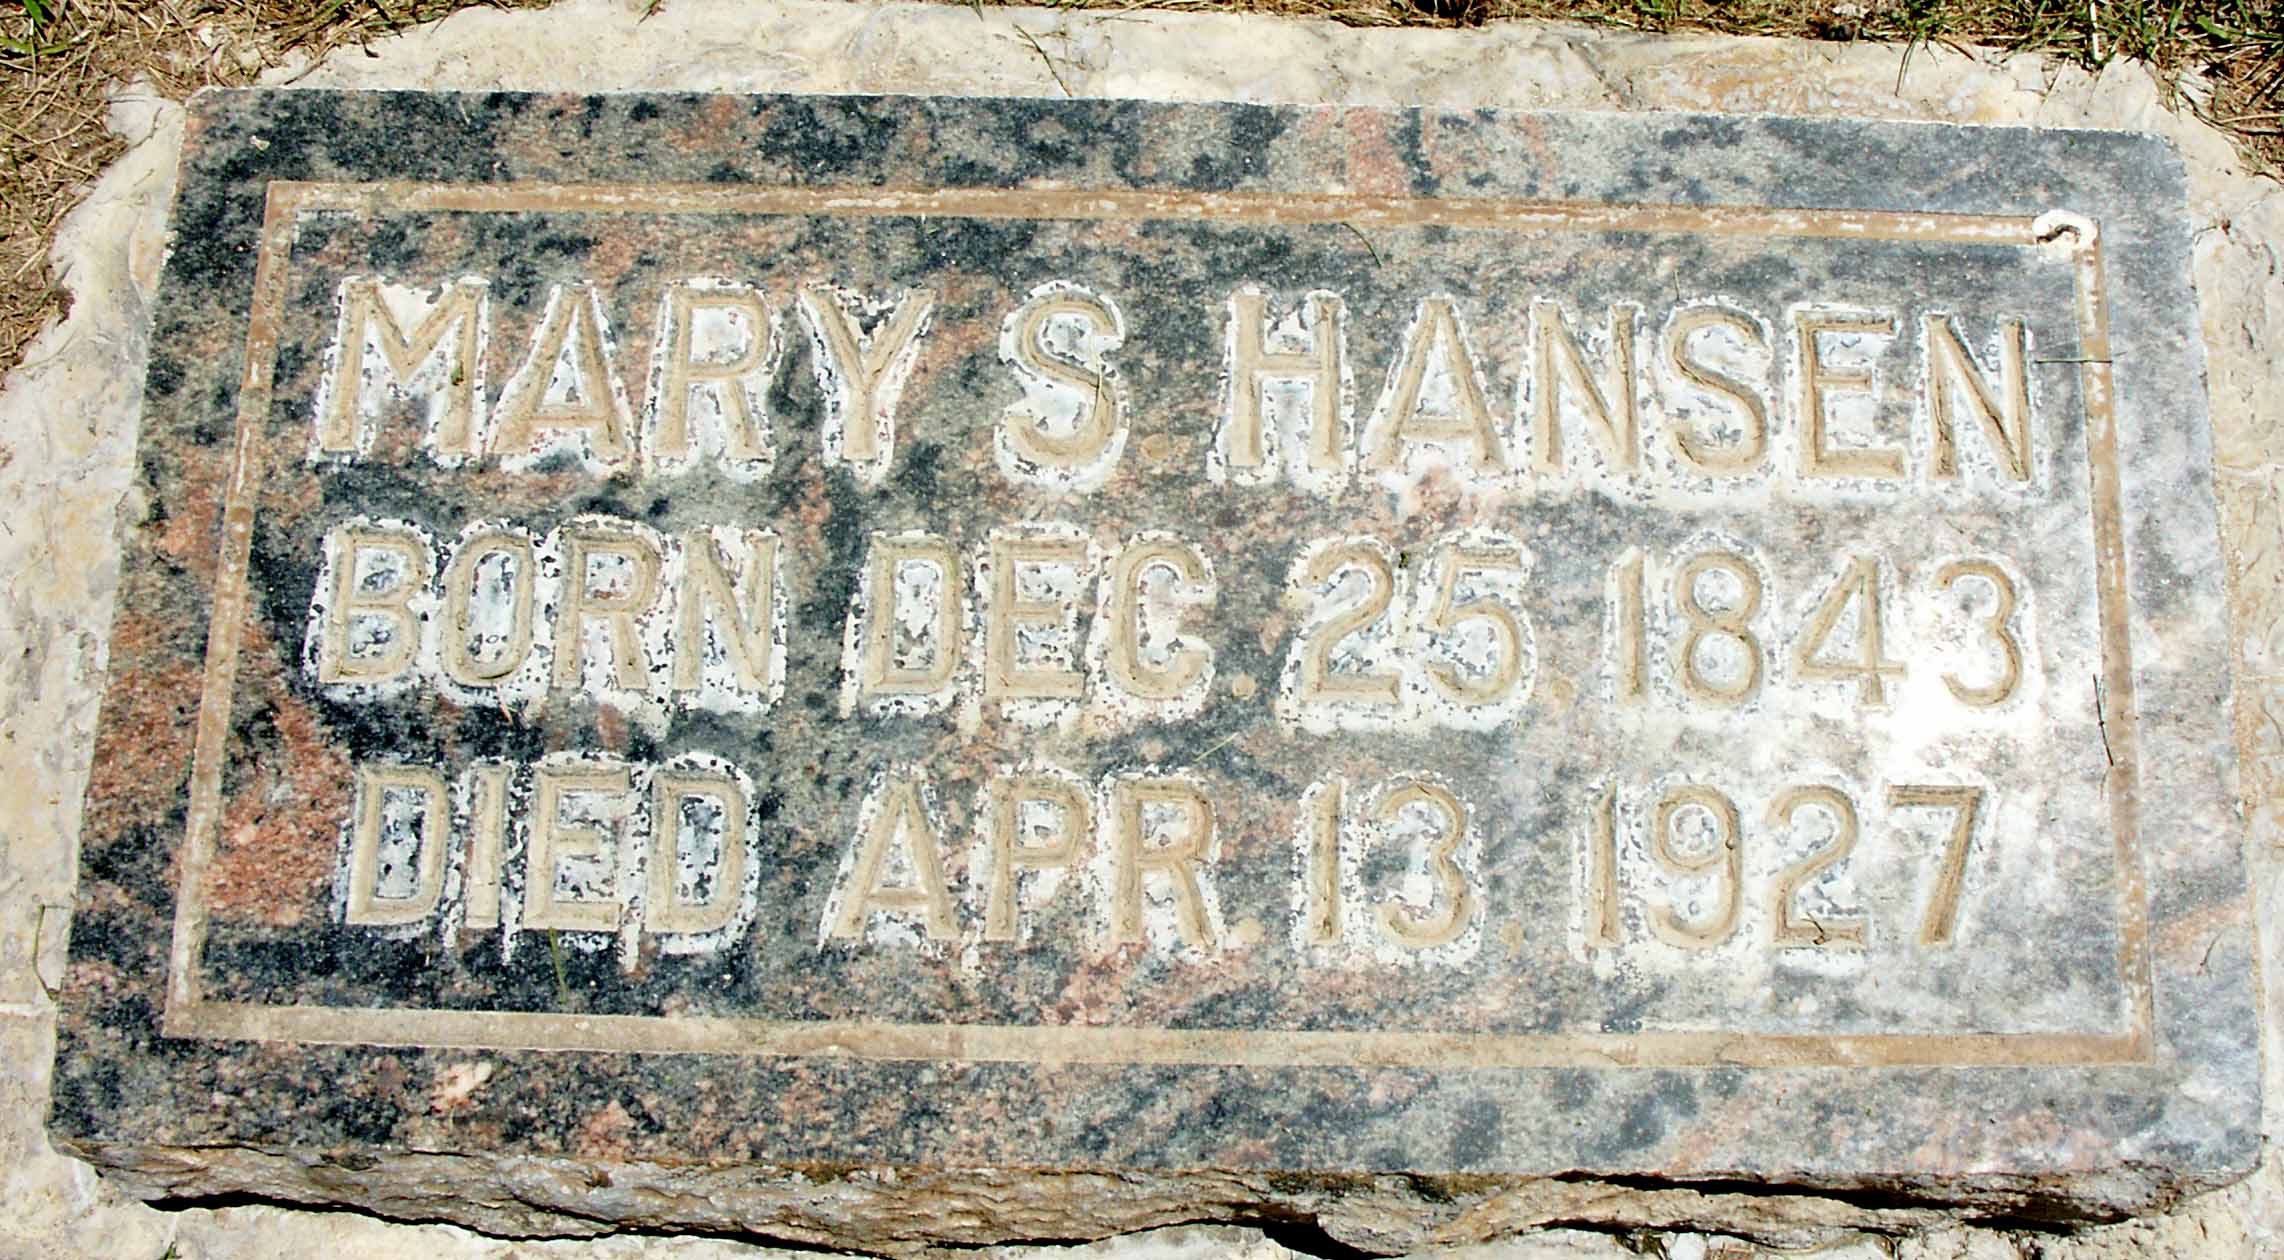 MARY S. HANSEN
BORN DEC. 25, 1843
DIED APR. 13, 1927